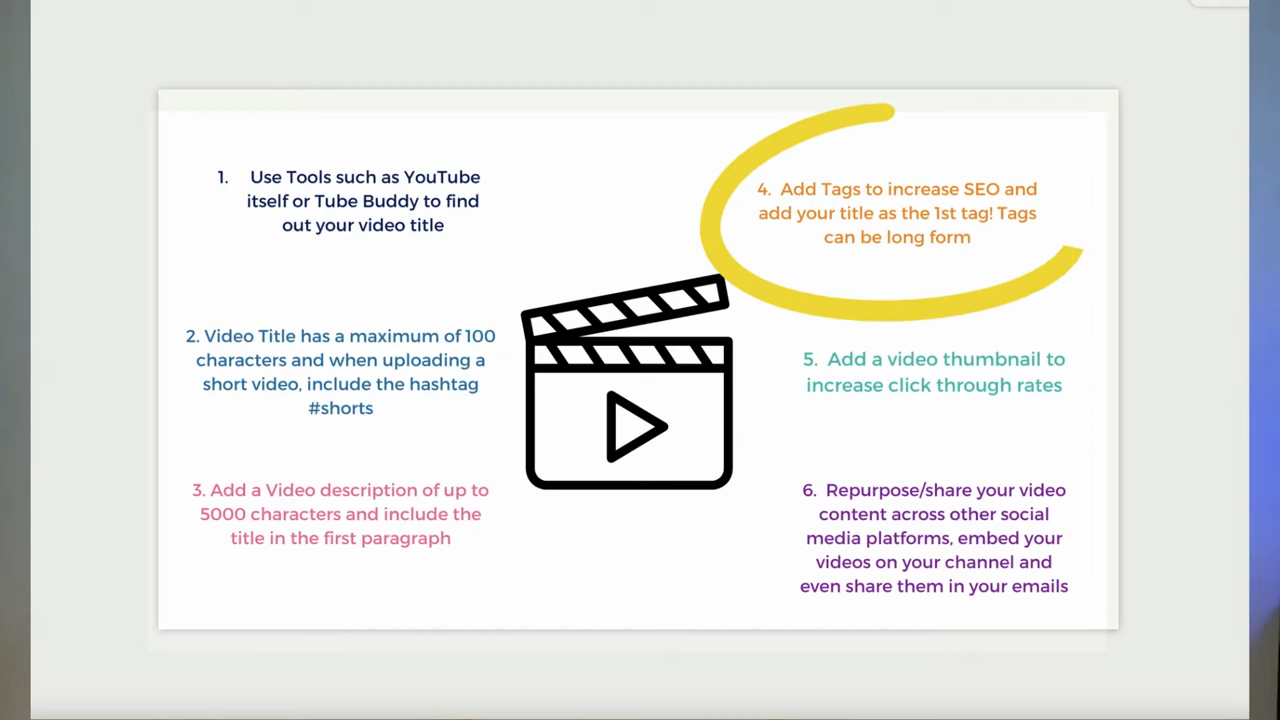 1. Use Tools such as YouTube
itself or Tube Buddy to find
out your video title
2. Video Title has a maximum of 100
characters and when uploading a
short video, include the hashtag
#shorts
3. Add a Video description of up to
5000 characters and include the
title in the first paragraph
4. Add Tags to increase SEO and
add your title as the 1st tag! Tags
can be long form
5. Add a video thumbnail to
increase click through rates
6. Repurpose/share your video
content across other social
media platforms, embed your
videos on your channel and
even share them in your emails